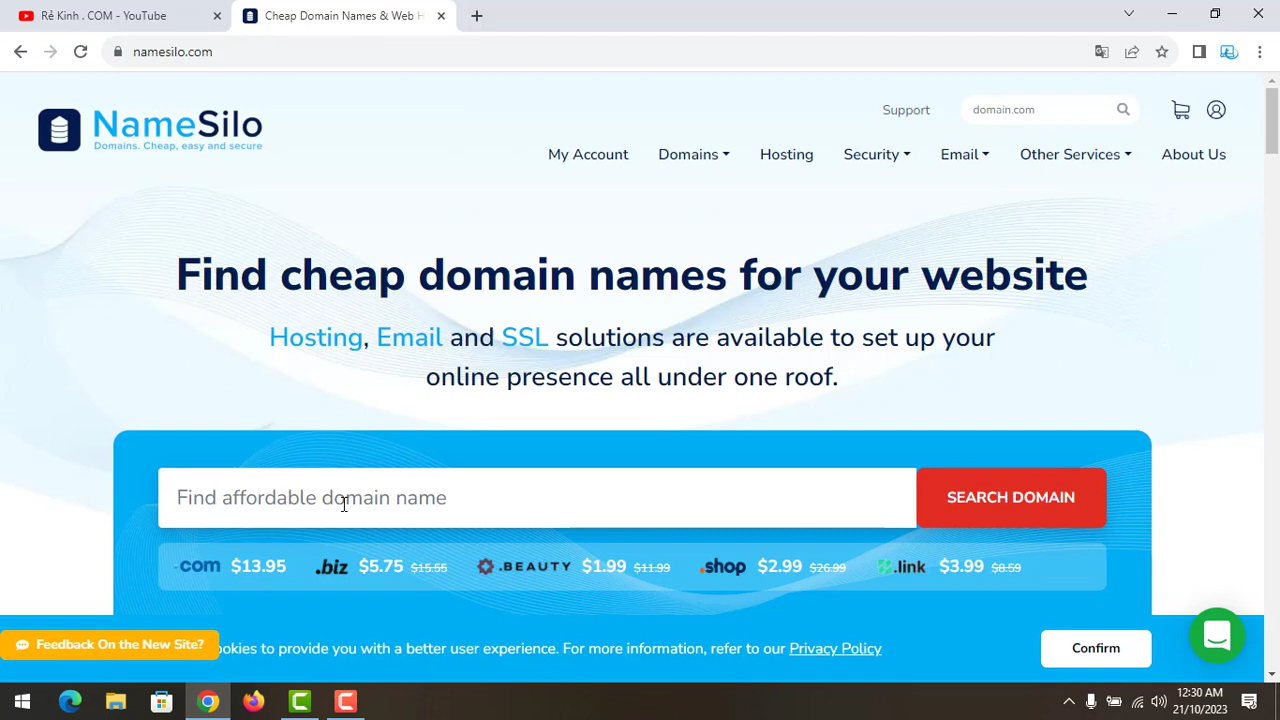 Rẻ Kinh . COM - YouTube
Cheap Domain Names & Web H
namesilo.com
NameSilo
Domains. Cheap, easy and secure
Support
domain.com
My Account
Domains
Hosting
Security
Email
Other Services
About Us
Find cheap domain names for your website
Hosting, Email and SSL solutions are available to set up your
online presence all under one roof.
Find affordable domain name
SEARCH DOMAIN
.com $13.95 .biz $5.75 $15.55 .BEAUTY $1.99 $11.99 .shop $2.99 $26.99 .link $3.99 $8.59
Feedback On the New Site?
ookies to provide you with a better user experience. For more information, refer to our Privacy Policy
Confirm
12:30 AM
21/10/2023